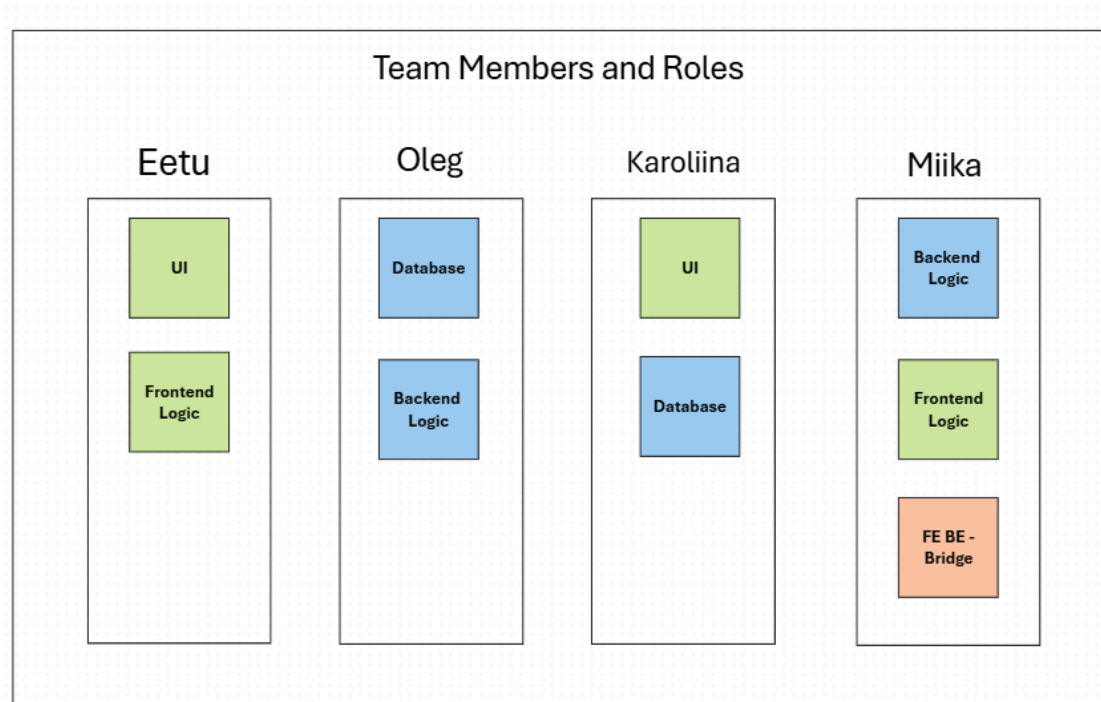 Team Members and Roles
Eetu
UI
Frontend
Logic
Oleg
Database
Backend
Logic
Karoliina
UI
Database
Miika
Backend
Logic
Frontend
Logic
FE BE -
Bridge